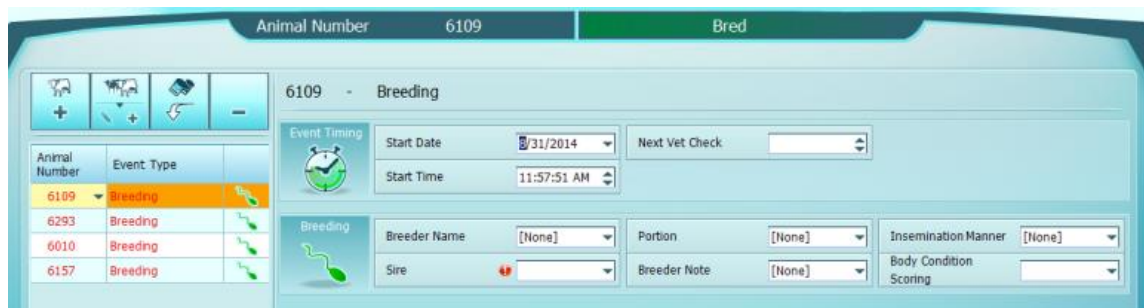 Animal Number 6109 Bred
6109 - Breeding
Event Timing
Start Date 8/31/2014 Next Vet Check
Start Time 11:57:51 AM
Animal Number Event Type
6109 Breeding
6293 Breeding
6010 Breeding
6157 Breeding
Breeding
Breeder Name [None] Portion [None] Insemination Manner [None]
Sire Breeder Note [None] Body Condition
Scoring